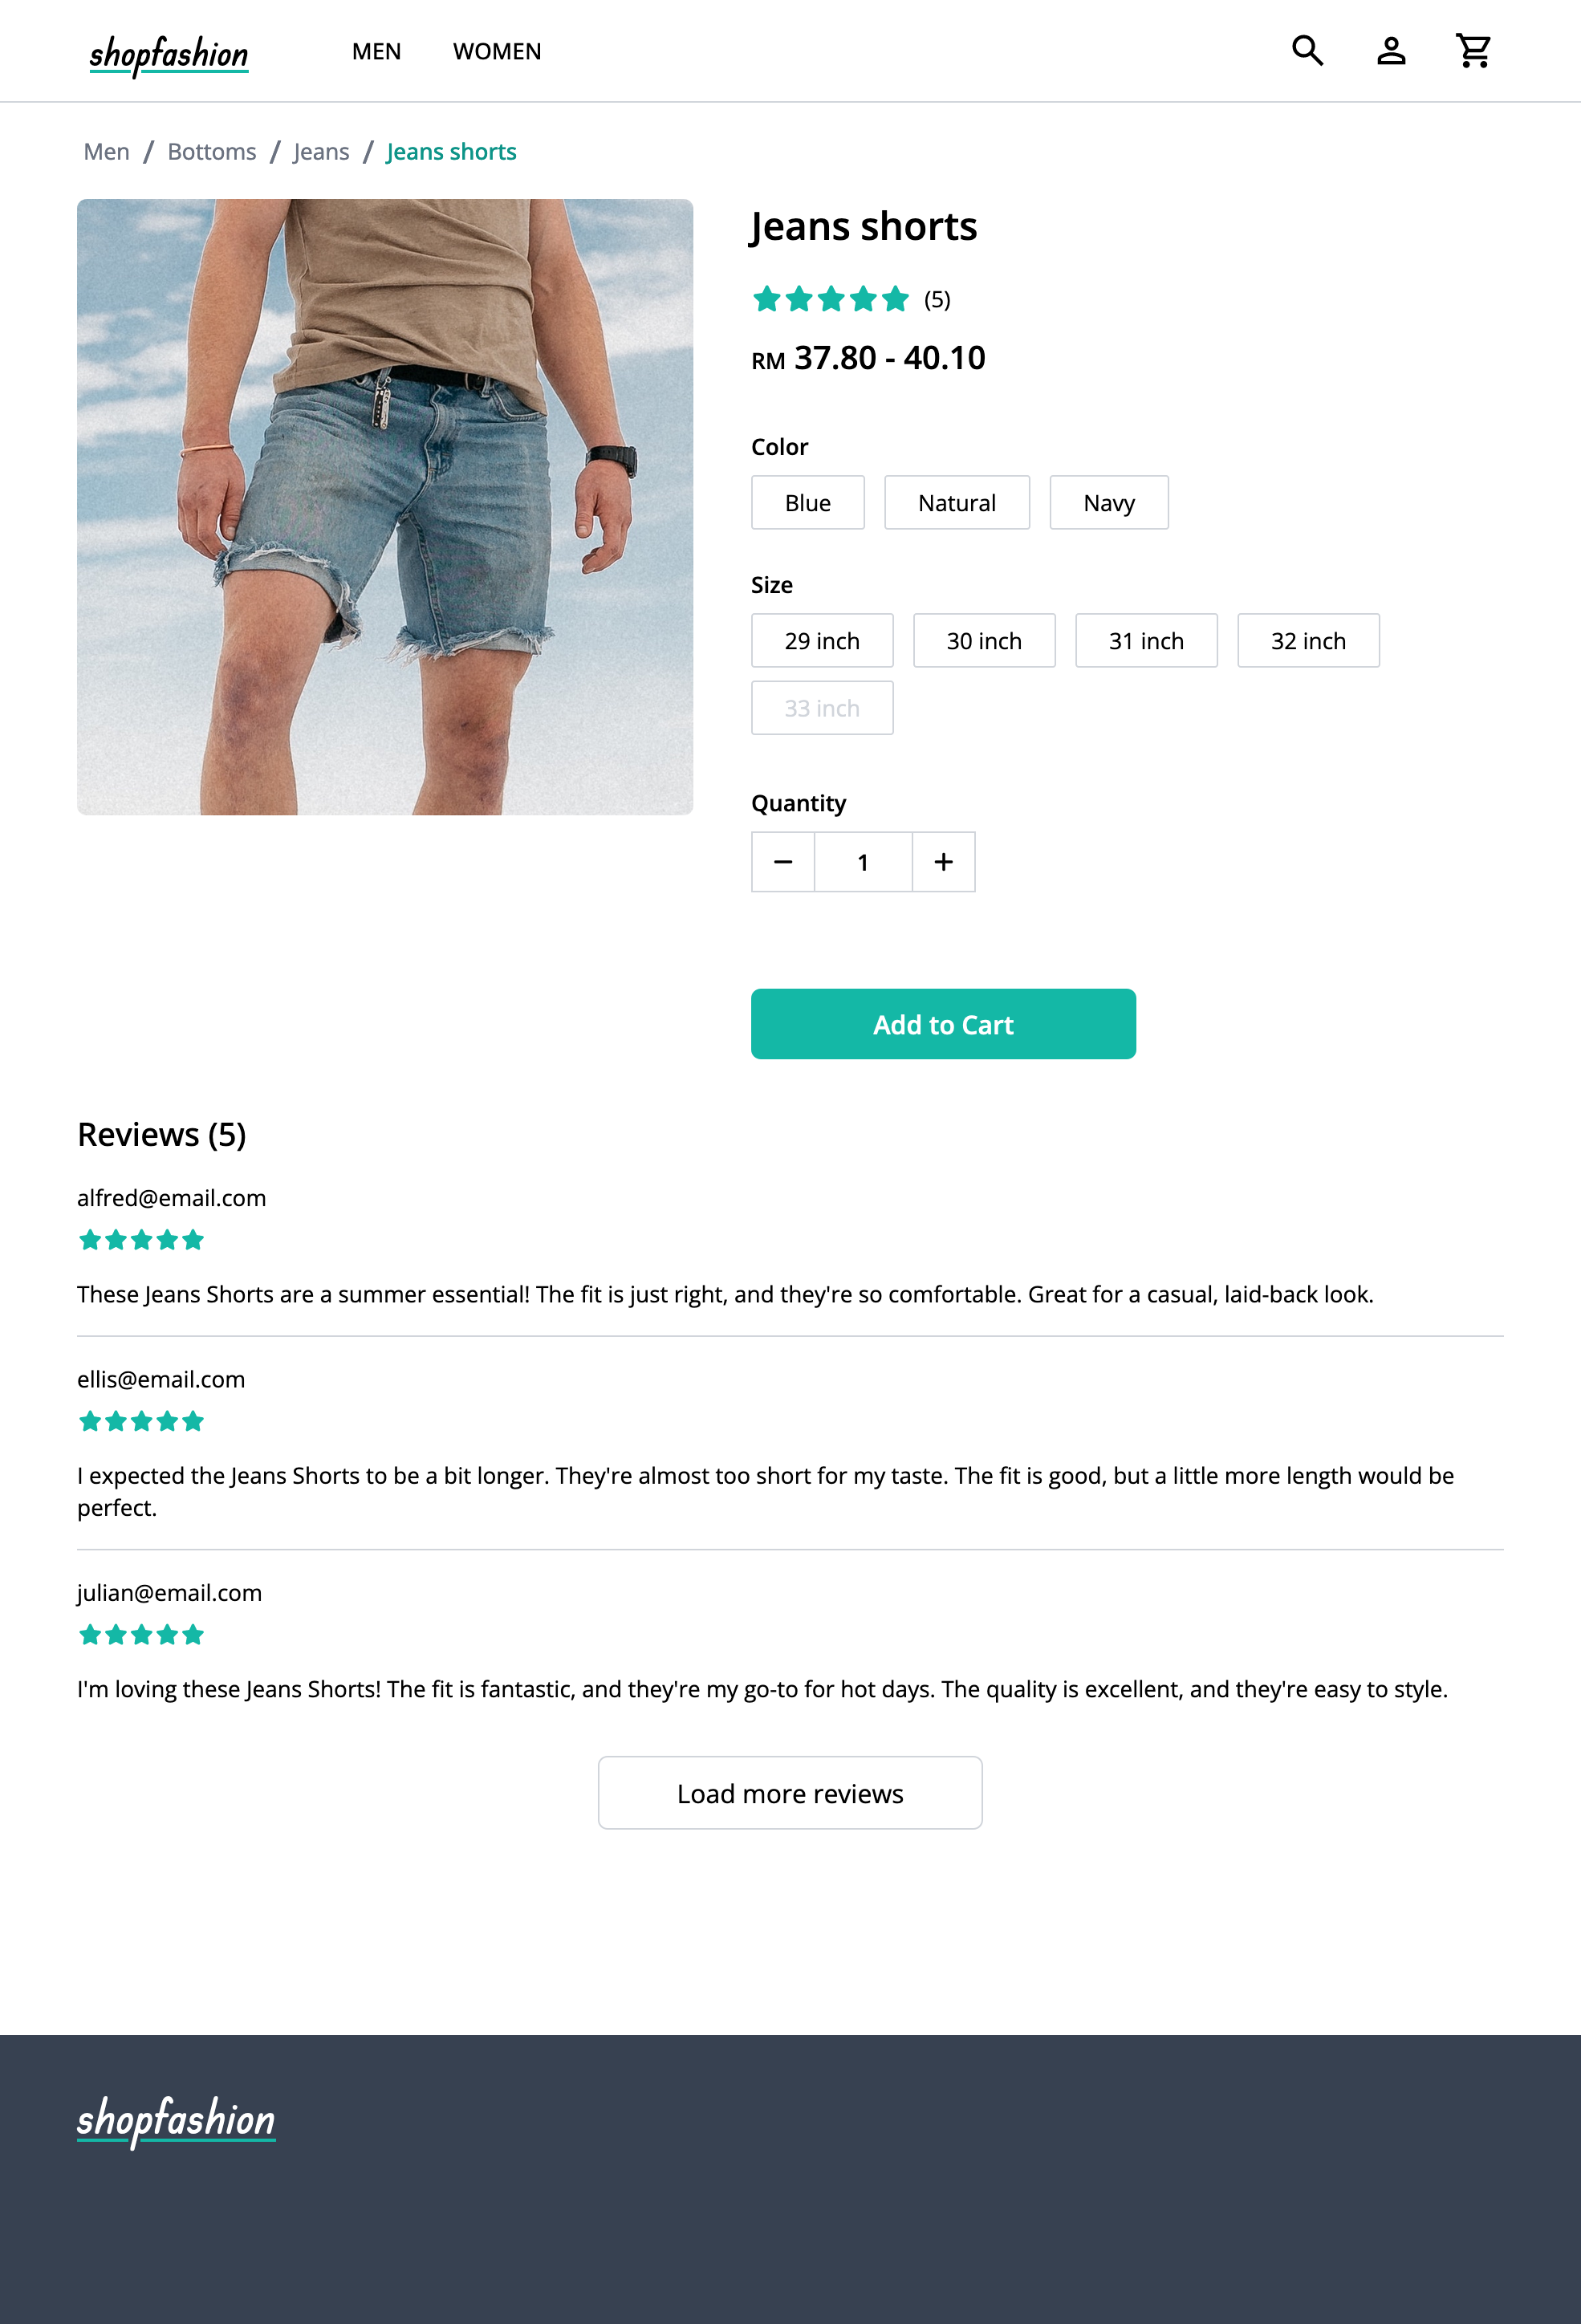 shopfashion MEN WOMEN
Men / Bottoms / Jeans / Jeans shorts
Jeans shorts
(5)
RM 37.80 - 40.10
Color
Blue Natural Navy
Size
29 inch 30 inch 31 inch 32 inch
33 inch
Quantity
1
Add to Cart
Reviews (5)
alfred@email.com
These Jeans Shorts are a summer essential! The fit is just right, and they're so comfortable. Great for a casual, laid-back look.
ellis@email.com
I expected the Jeans Shorts to be a bit longer. They're almost too short for my taste. The fit is good, but a little more length would be
perfect.
julian@email.com
I'm loving these Jeans Shorts! The fit is fantastic, and they're my go-to for hot days. The quality is excellent, and they're easy to style.
Load more reviews
shopfashion